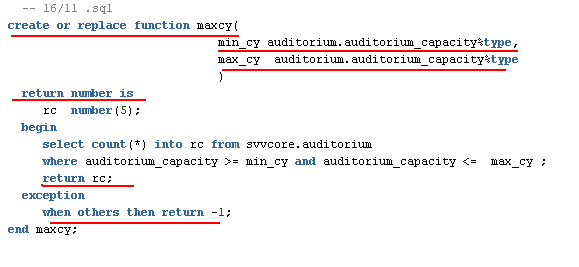 -- 16/11 .sql
create or replace function maxcy(
min_cy auditorium.auditorium_capacity%type,
max_cy auditorium.auditorium_capacity%type
)
return number is
rc number(5);
begin
select count(*) into rc from svvcore.auditorium
where auditorium_capacity >= min_cy and auditorium_capacity <= max_cy ;
return rc;
exception
when others then return -1;
end maxcy;